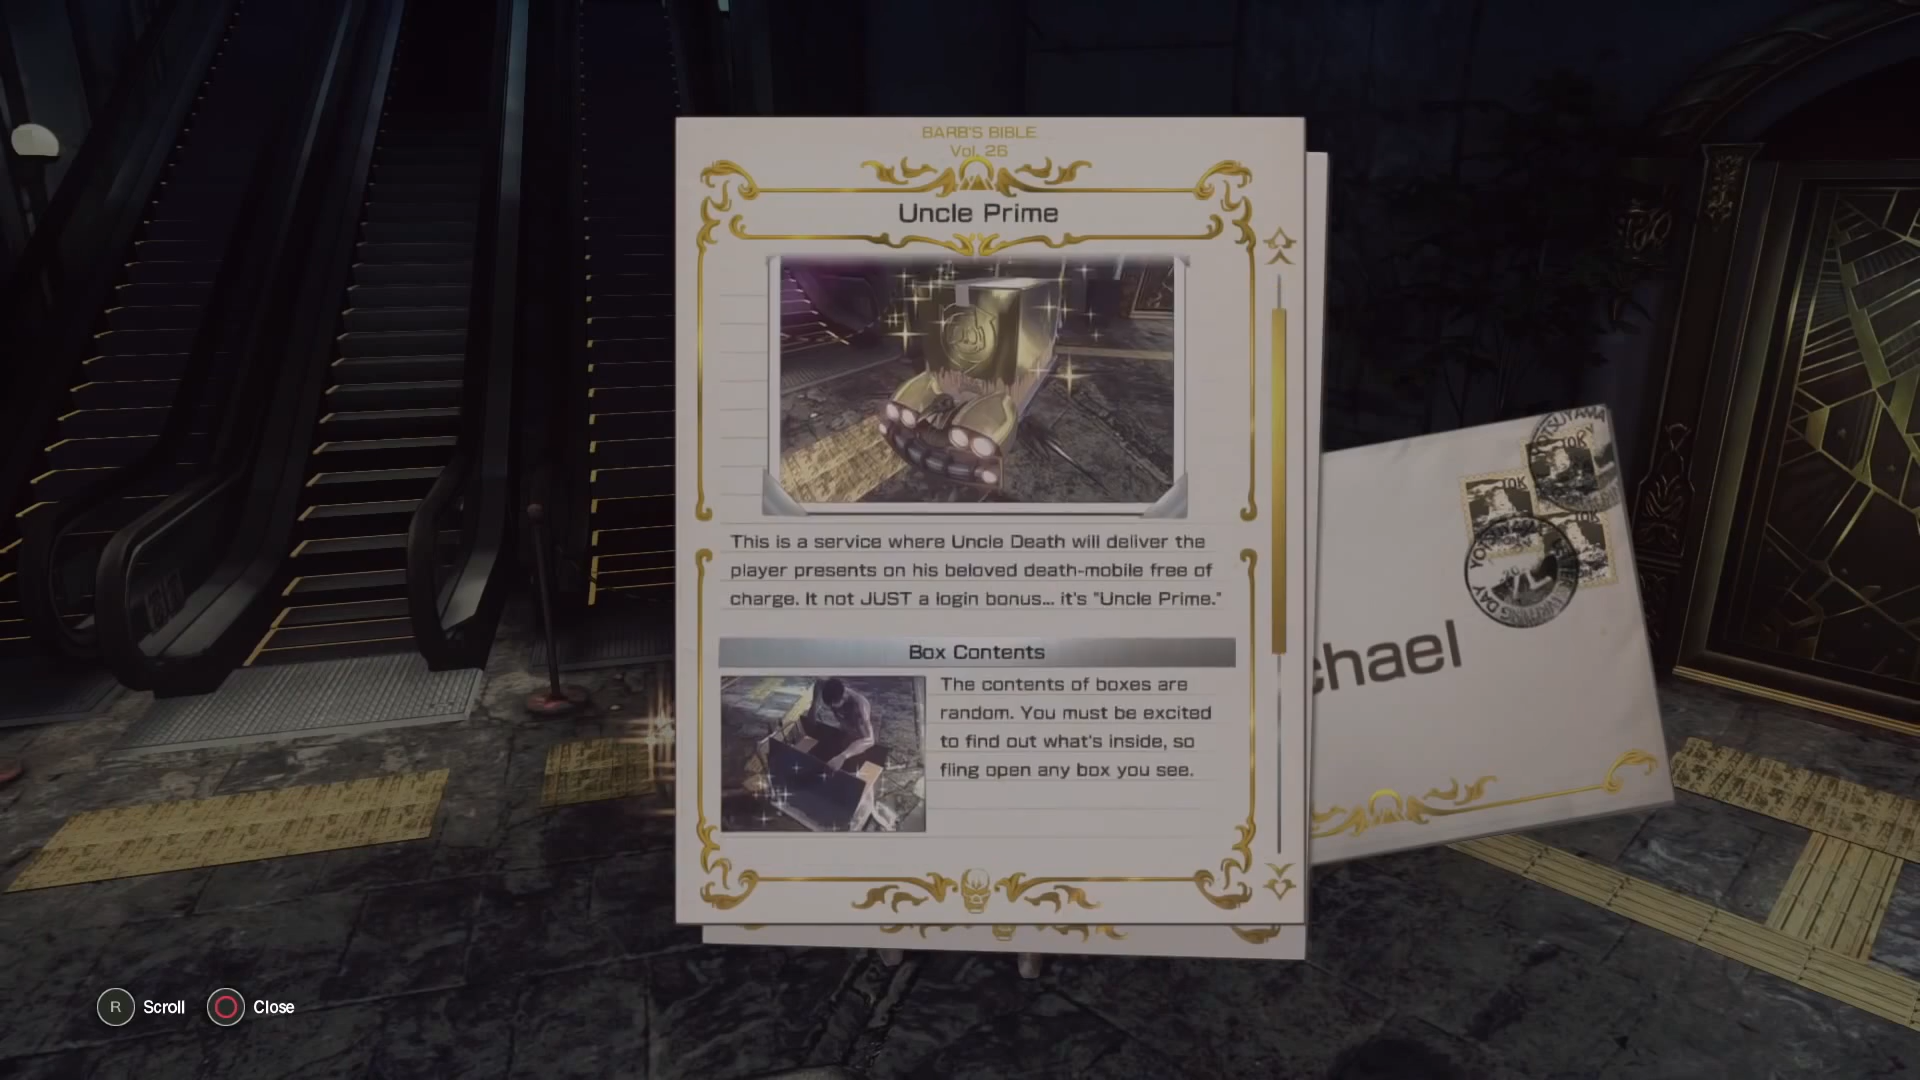 BARB'S BIBLE
Vol. 26
Uncle Prime
This is a service where Uncle Death will deliver the
player presents on his beloved death-mobile free of
charge. It not JUST a login bonus... it's "Uncle Prime."
Box Contents
The contents of boxes are
random. You must be excited
to find out what's inside, so
fling open any box you see.
chael
R Scroll
Close